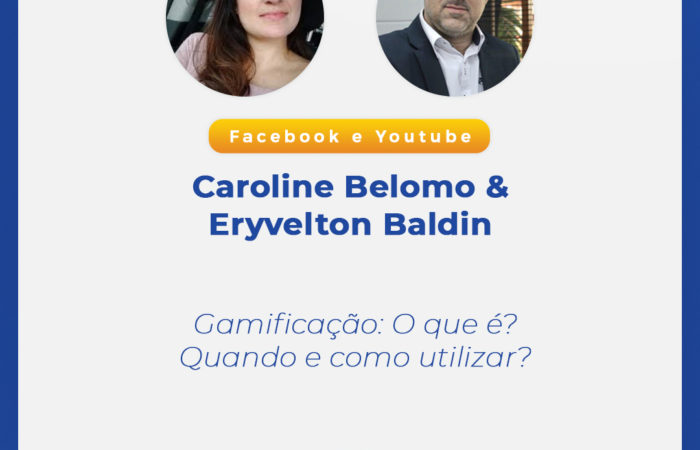 Facebook e Youtube
Caroline Belomo &
Eryvelton Baldin
Gamificação: O que é?
Quando e como utilizar?